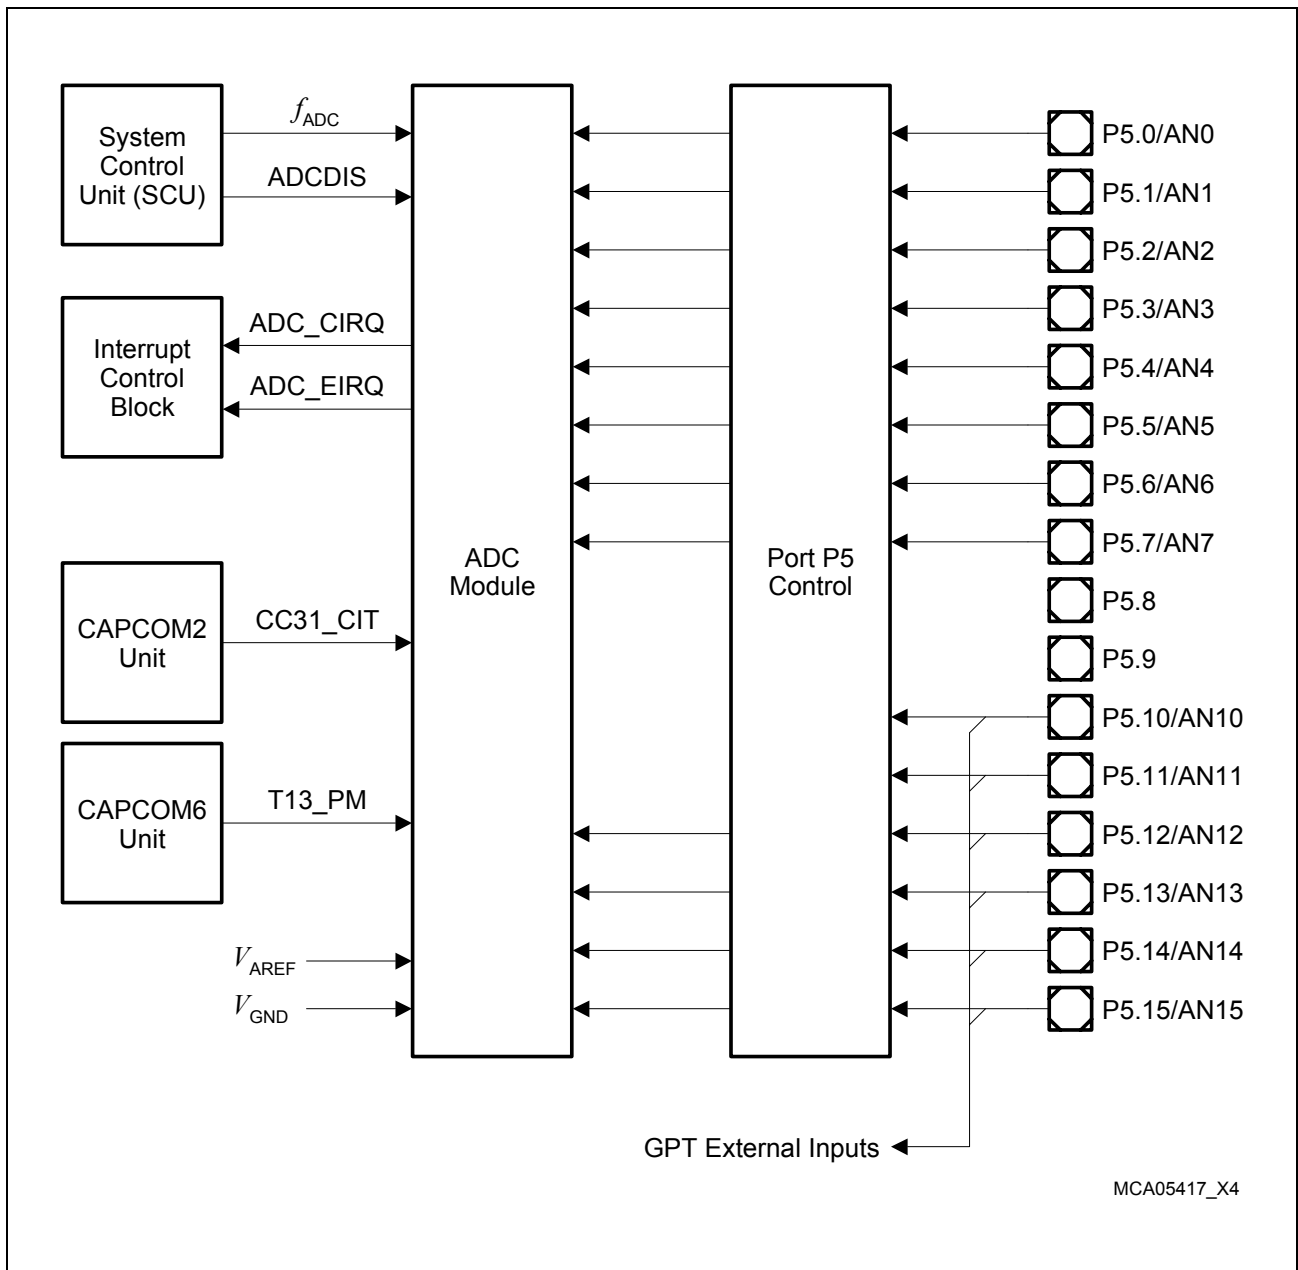 System
Control
Unit (SCU)
fADC
ADCDIS
Interrupt
Control
Block
ADC_CIRQ
ADC_EIRQ
CAPCOM2
Unit
CC31_CIT
CAPCOM6
Unit
T13_PM
VAREF
VGND
ADC
Module
Port P5
Control
P5.0/AN0
P5.1/AN1
P5.2/AN2
P5.3/AN3
P5.4/AN4
P5.5/AN5
P5.6/AN6
P5.7/AN7
P5.8
P5.9
P5.10/AN10
P5.11/AN11
P5.12/AN12
P5.13/AN13
P5.14/AN14
P5.15/AN15
GPT External Inputs
MCA05417_X4